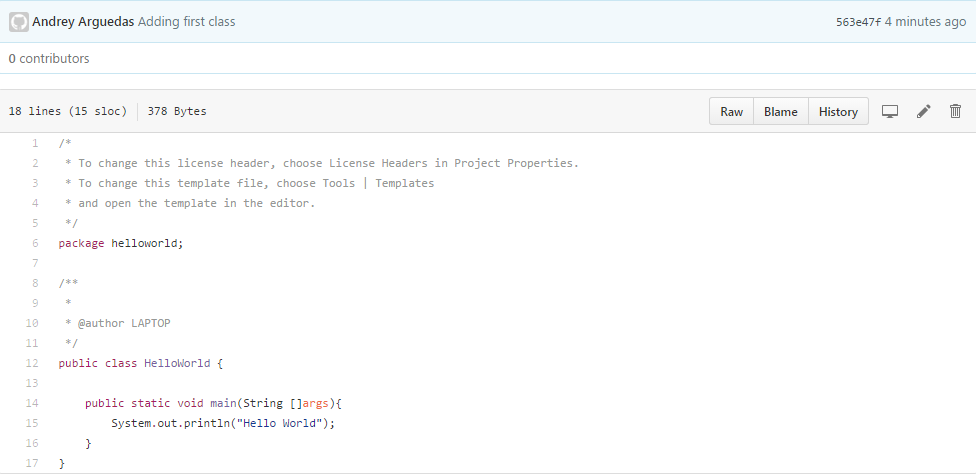 Andrey Arguedas Adding first class 563e47f 4 minutes ago
0 contributors
18 lines (15 sloc) 378 Bytes Raw Blame History
1 /*
2  * To change this license header, choose License Headers in Project Properties.
3  * To change this template file, choose Tools | Templates
4  * and open the template in the editor.
5  */
6 package helloworld;
7
8 /**
9  *
10  * @author LAPTOP
11  */
12 public class HelloWorld {
13
14     public static void main(String []args){
15         System.out.println("Hello World");
16     }
17 }